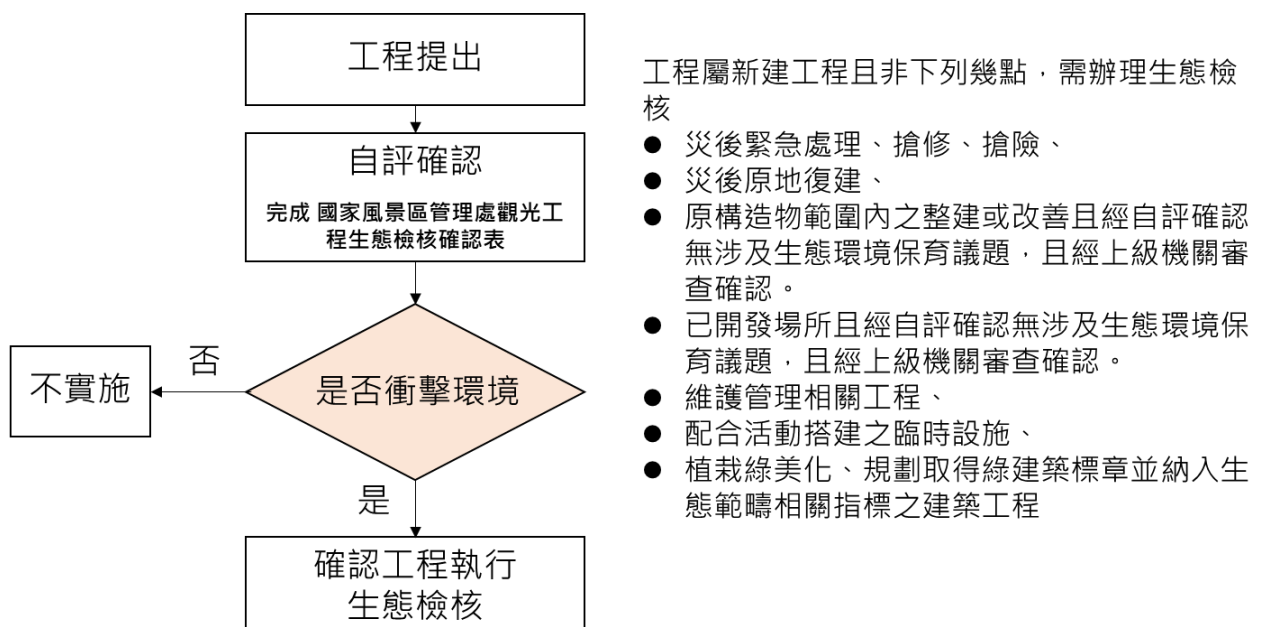 工程提出
自評確認
完成 國家風景區管理處觀光工
程生態檢核確認表
是否衝擊環境
否
不實施
是
確認工程執行
生態檢核
工程屬新建工程且非下列幾點，需辦理生態檢
核
● 災後緊急處理、搶修、搶險、
● 災後原地復建、
● 原構造物範圍內之整建或改善且經自評確認
無涉及生態環境保育議題，且經上級機關審
查確認。
● 已開發場所且經自評確認無涉及生態環境保
育議題，且經上級機關審查確認。
● 維護管理相關工程、
● 配合活動搭建之臨時設施、
● 植栽綠美化、規劃取得綠建築標章並納入生
態範疇相關指標之建築工程